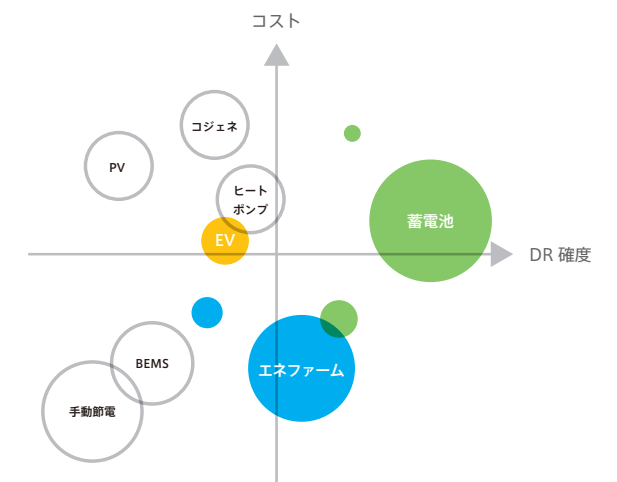 コスト
コジェネ
PV
ヒート
ポンプ
蓄電池
EV
DR 確度
BEMS
エネファーム
手動節電